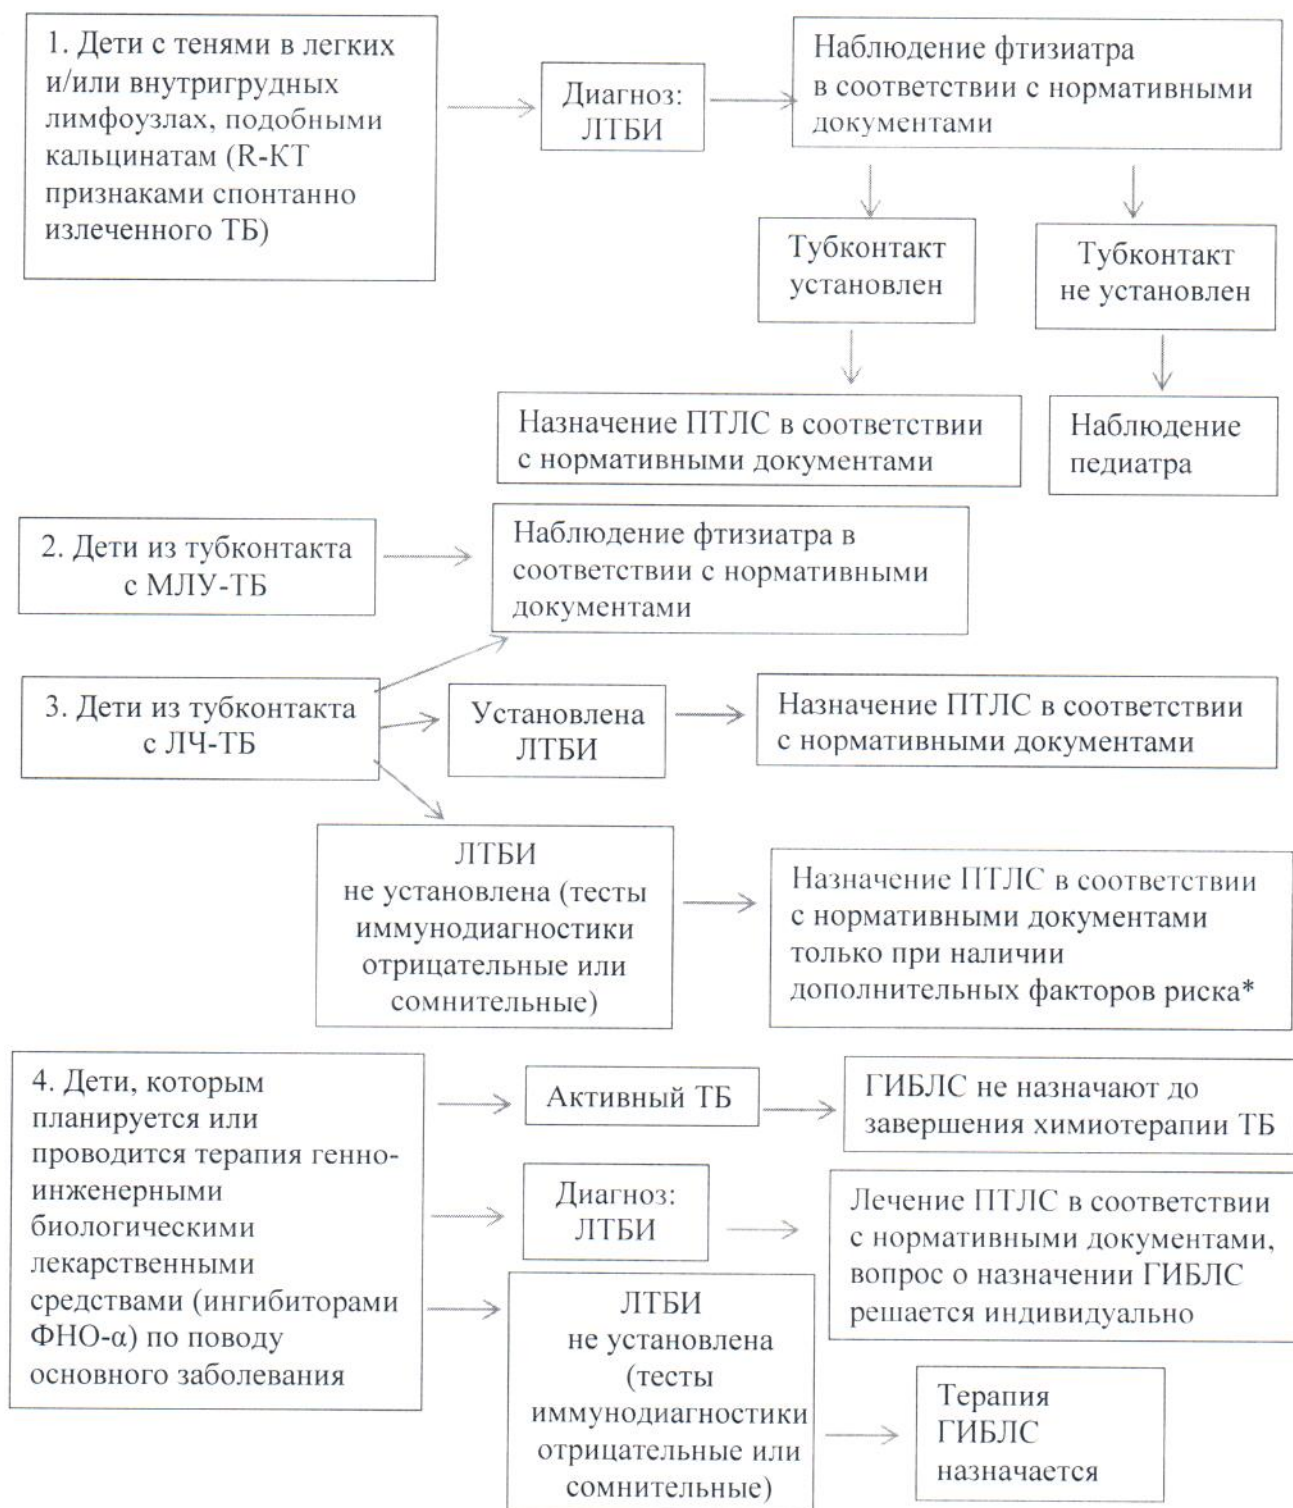 1. Дети с тенями в легких
и/или внутригрудных
лимфоузлах, подобными
кальцинатам (R-КТ
признаками спонтанно
излеченного ТБ)
Диагноз:
ЛТБИ
Наблюдение фтизиатра
в соответствии с нормативными
документами
Тубконтакт
установлен
Тубконтакт
не установлен
Назначение ПТЛС в соответствии
с нормативными документами
Наблюдение
педиатра
2. Дети из тубконтакта
с МЛУ-ТБ
Наблюдение фтизиатра в
соответствии с нормативными
документами
3. Дети из тубконтакта
с ЛЧ-ТБ
Установлена
ЛТБИ
Назначение ПТЛС в соответствии
с нормативными документами
ЛТБИ
не установлена (тесты
иммунодиагностики
отрицательные или
сомнительные)
Назначение ПТЛС в соответствии
с нормативными документами
только при наличии
дополнительных факторов риска*
4. Дети, которым
планируется или
проводится терапия генно-
инженерными
биологическими
лекарственными
средствами (ингибиторами
ФНО-α) по поводу
основного заболевания
Активный ТБ
ГИБЛС не назначают до
завершения химиотерапии ТБ
Диагноз:
ЛТБИ
Лечение ПТЛС в соответствии
с нормативными документами,
вопрос о назначении ГИБЛС
решается индивидуально
ЛТБИ
не установлена
(тесты
иммунодиагностики
отрицательные или
сомнительные)
Терапия
ГИБЛС
назначается